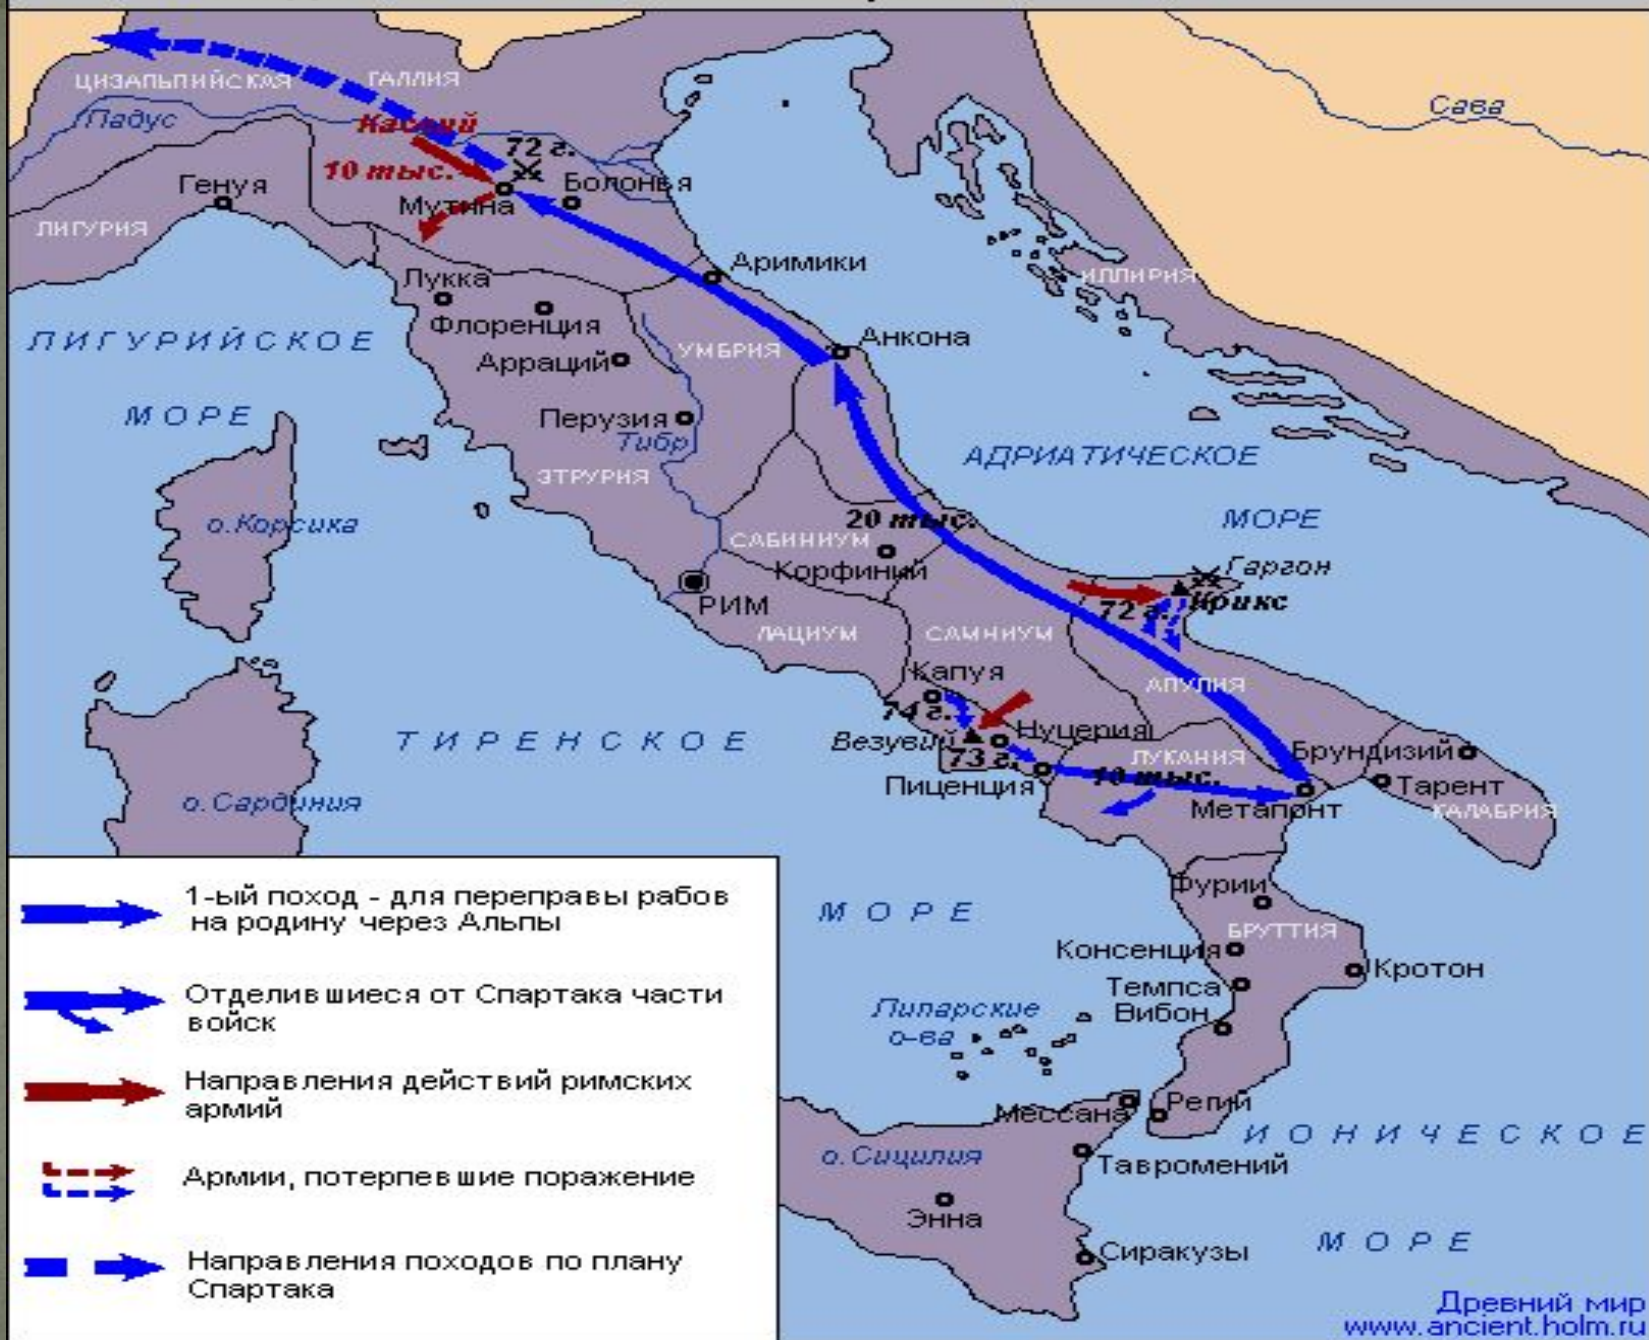 ЦИЗАЛЬПИЙСКАЯ
ГАЛЛИЯ
Падус
Кассий
10 тыс.
72 г.
Сава
Генуя
Мутина
Болонья
ЛИГУРИЯ
Лукка
Аримики
ИЛЛИРИЯ
Флоренция
ЛИГУРИЙСКОЕ
МОРЕ
Арраций
УМБРИЯ
Анкона
Перузия
Тибр
ЭТРУРИЯ
АДРИАТИЧЕСКОЕ
МОРЕ
о.Корсика
20 тыс.
САБИНИУМ
Корфиний
Гаргон
Крикс
72 г.
РИМ
ЛАЦИУМ
САМНИУМ
Капуя
74 г.
АПУЛИЯ
ТИРЕНСКОЕ
МОРЕ
Везувий
Нуцерия
73 г.
ЛУКАНИЯ
Брундизий
Пиценция
10 тыс.
Метапонт
Тарент
КАЛАБРИЯ
о.Сардиния
Фурии
БРУТТИЯ
Консенция
Кротон
Темпса
Вибон
Липарские
о-ва
Мессана
Регий
ИОНИЧЕСКОЕ
МОРЕ
о.Сицилия
Тавромений
Энна
Сиракузы
1-ый поход - для переправы рабов
на родину через Альпы
Отделившиеся от Спартака части
войск
Направления действий римских
армий
Армии, потерпевшие поражение
Направления походов по плану
Спартака
Древний мир
www.ancient.holm.ru